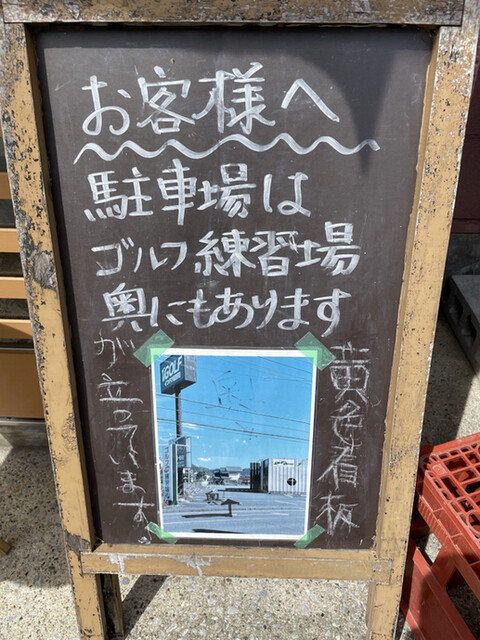 お客様へ
駐車場は
ゴルフ練習場
奥にもあります
黄色看板
が立っています。
GOLF